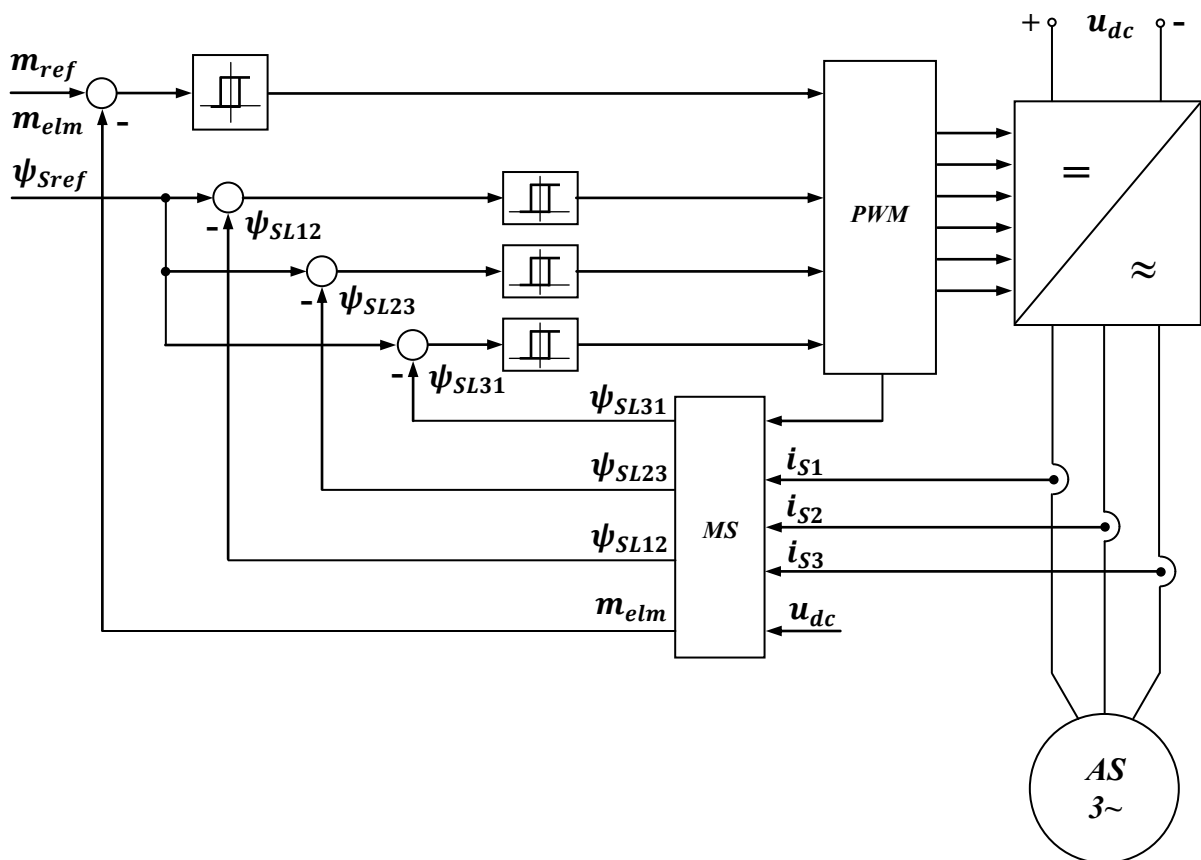 + u_dc -
m_ref
m_elm
-
ψ_Sref
- ψ_SL12
- ψ_SL23
- ψ_SL31
PWM
=
≈
ψ_SL31
ψ_SL23
ψ_SL12
m_elm
MS
i_S1
i_S2
i_S3
u_dc
AS
3~